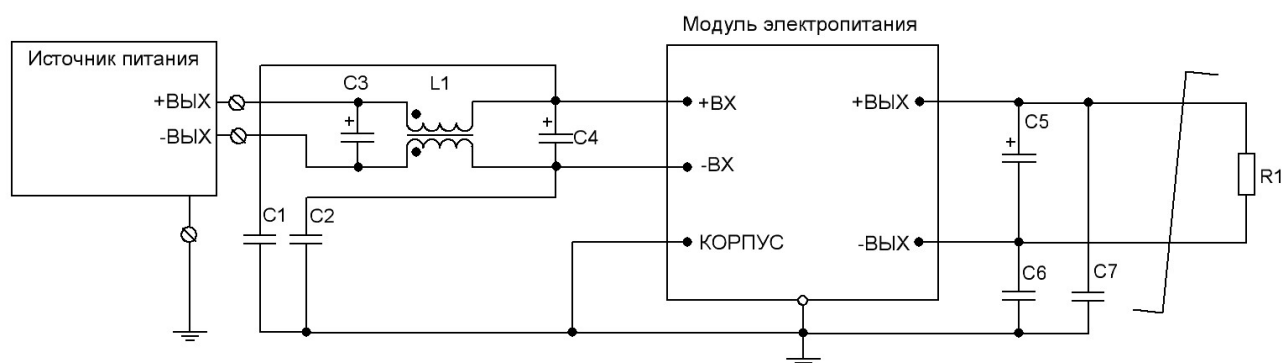 Модуль электропитания
Источник питания
+ВЫХ
-ВЫХ
C3
L1
+
+
C4
C1
C2
+ВХ
-ВХ
КОРПУС
+ВЫХ
-ВЫХ
C5
+
C6
C7
R1